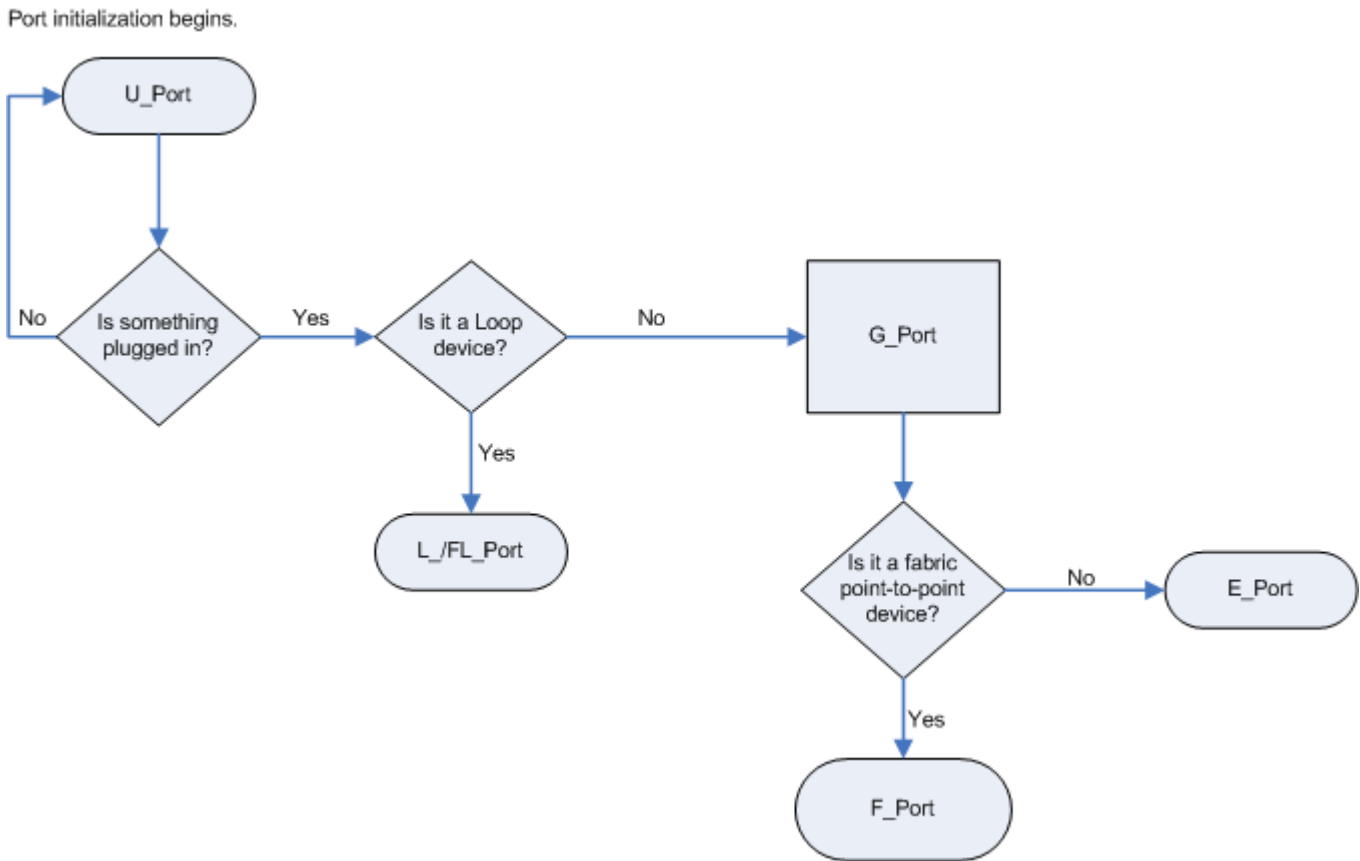 Port initialization begins.
U_Port
No
Is something
plugged in?
Yes
Is it a Loop
device?
No
G_Port
Yes
L_/FL_Port
Is it a fabric
point-to-point
device?
No
E_Port
Yes
F_Port